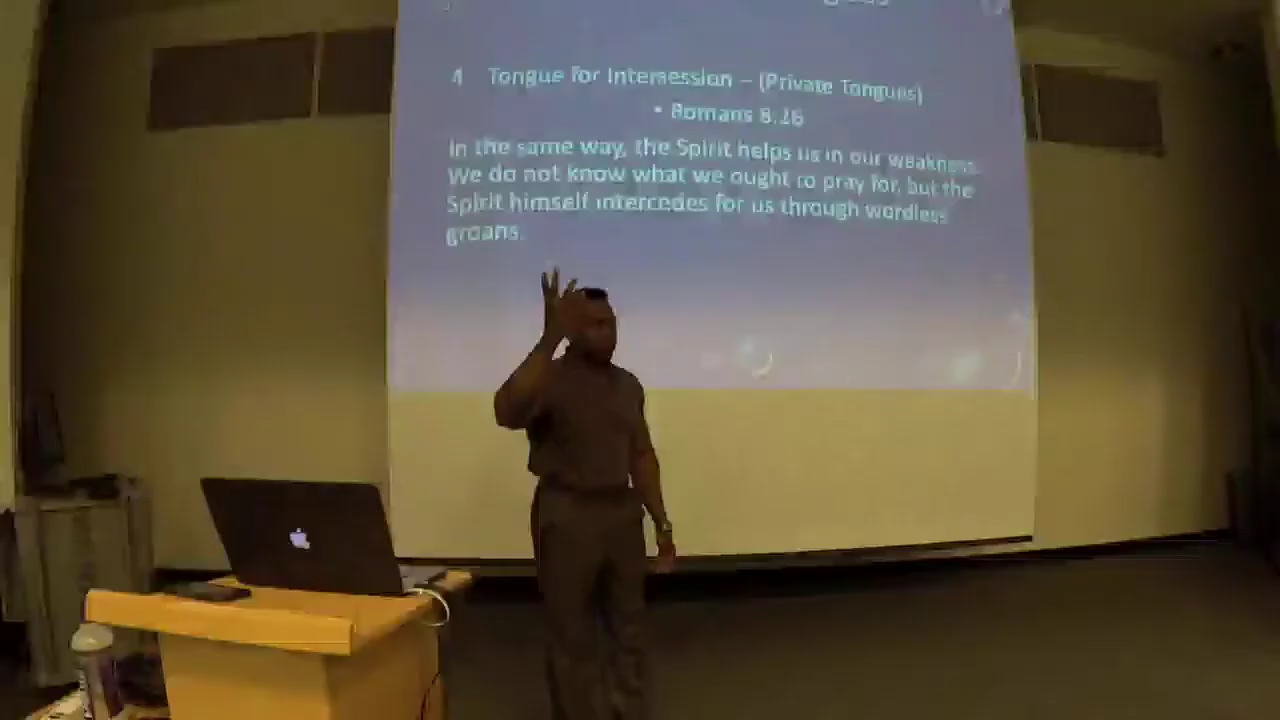 4 Tongue for Intersession – (Private Tongues)
• Romans 8.26
In the same way, the Spirit helps us in our weakness.
We do not know what we ought to pray for, but the
Spirit himself intercedes for us through wordless
groans.